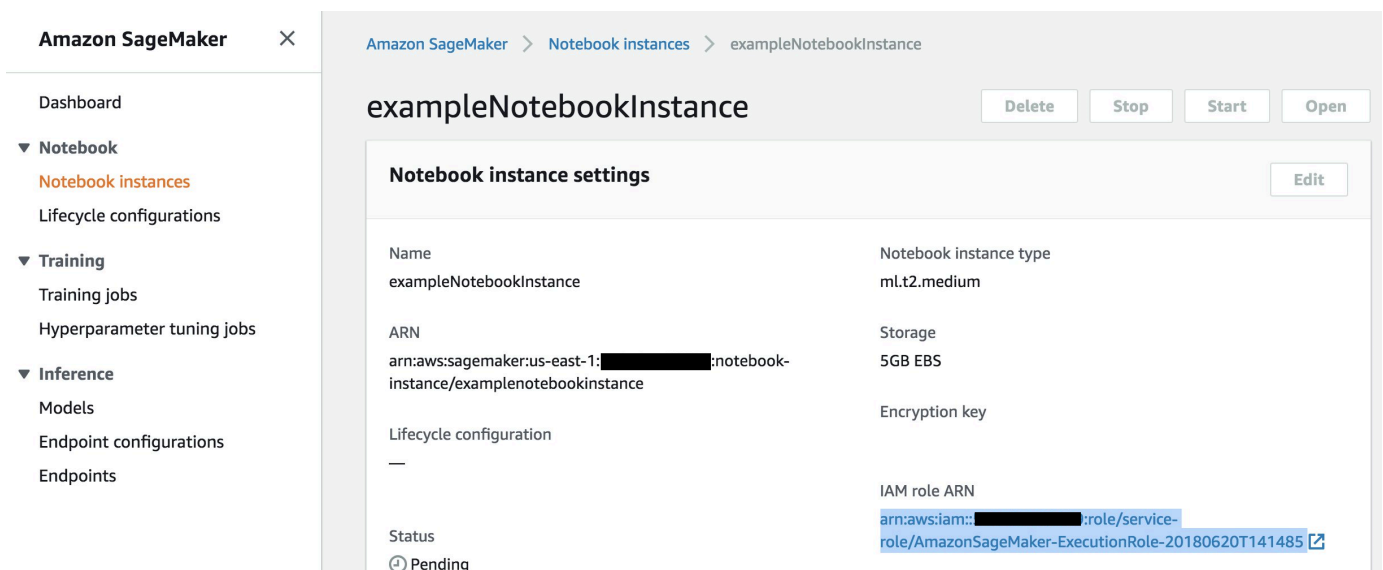 Amazon SageMaker
Dashboard
Notebook
Notebook instances
Lifecycle configurations
Training
Training jobs
Hyperparameter tuning jobs
Inference
Models
Endpoint configurations
Endpoints
Amazon SageMaker > Notebook instances > exampleNotebookInstance
exampleNotebookInstance
Delete Stop Start Open
Notebook instance settings
Edit
Name
exampleNotebookInstance
ARN
arn:aws:sagemaker:us-east-1: :notebook-
instance/examplenotebookinstance
Lifecycle configuration
—
Status
Pending
Notebook instance type
ml.t2.medium
Storage
5GB EBS
Encryption key
IAM role ARN
arn:aws:iam:: :role/service-
role/AmazonSageMaker-ExecutionRole-20180620T141485